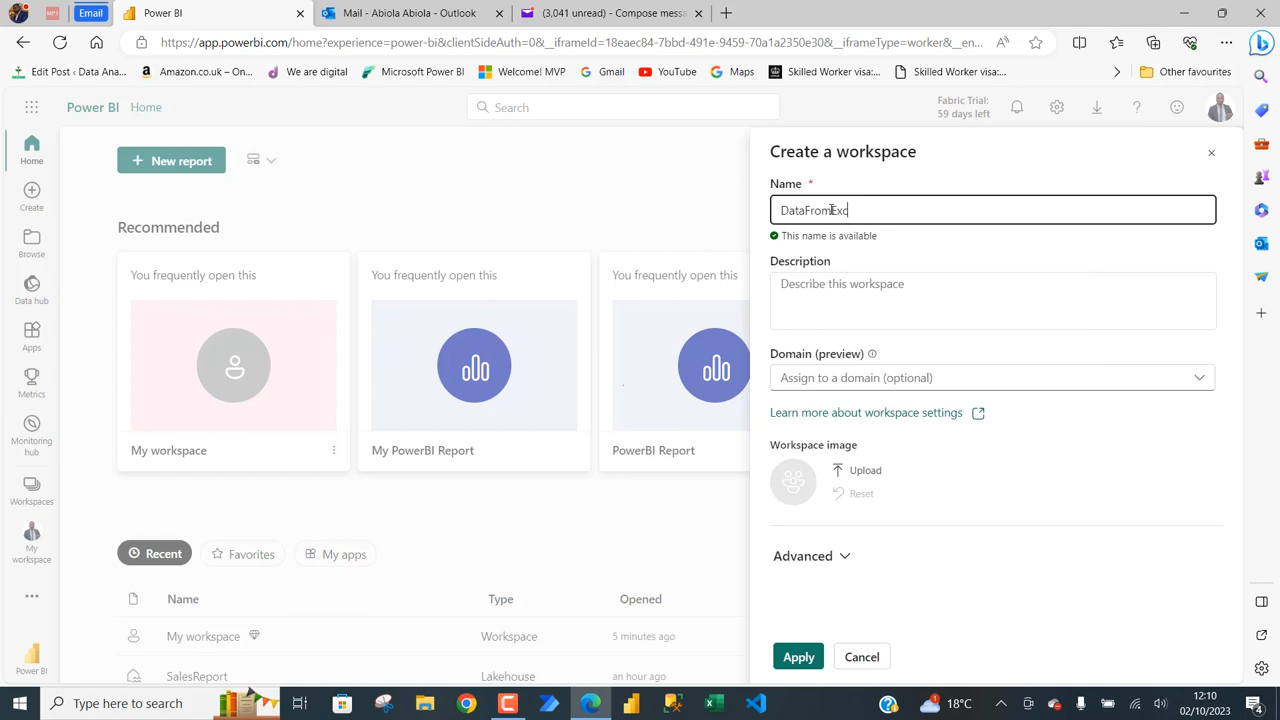 Email
Power BI
Mail - Abiola Abiola - Outlook
(3,041 unread) - Compose messa
https://app.powerbi.com/home?experience=power-bi&clientSideAuth=0&__iframeId=18eaec84-7bbd-491e-9459-70a1a2350e30&__iframeType=worker&__en...
Edit Post ‹ Data Ana...
Amazon.co.uk – On...
We are digital
Microsoft Power BI
Welcome! MVP
Gmail
YouTube
Maps
Skilled Worker visa:...
Skilled Worker visa:...
Other favourites
Power BI Home
Search
Fabric Trial:
59 days left
Home
Create
Browse
Data hub
Apps
Metrics
Monitoring
hub
Workspaces
My
workspace
Power BI
New report
Recommended
You frequently open this
My workspace
You frequently open this
My PowerBI Report
You frequently open this
PowerBI Report
Recent
Favorites
My apps
Name Type Opened
My workspace Workspace 5 minutes ago
SalesReport Lakehouse an hour ago
Create a workspace
Name *
DataFromExc
This name is available
Description
Describe this workspace
Domain (preview)
Assign to a domain (optional)
Learn more about workspace settings
Workspace image
Upload
Reset
Advanced
Apply
Cancel
Type here to search
18°C
12:10
02/10/2023